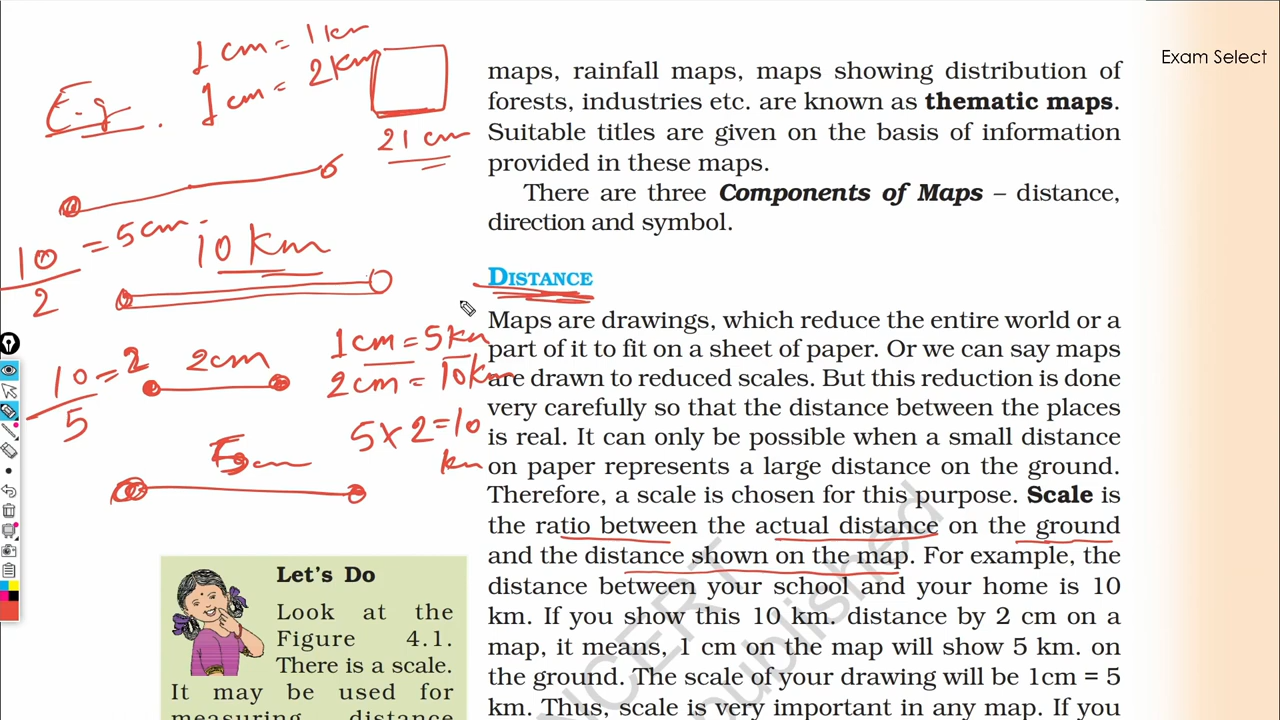 Exam Select
1 cm = 1 km
1 cm = 2 km
E.g.
21 cm
10/2 = 5 cm.
10 km
1 cm = 5 km
10/5 = 2
2 cm
2 cm = 10 km
5 x 2 = 10
km
5 cm
maps, rainfall maps, maps showing distribution of
forests, industries etc. are known as thematic maps.
Suitable titles are given on the basis of information
provided in these maps.
There are three Components of Maps – distance,
direction and symbol.
DISTANCE
Maps are drawings, which reduce the entire world or a
part of it to fit on a sheet of paper. Or we can say maps
are drawn to reduced scales. But this reduction is done
very carefully so that the distance between the places
is real. It can only be possible when a small distance
on paper represents a large distance on the ground.
Therefore, a scale is chosen for this purpose. Scale is
the ratio between the actual distance on the ground
and the distance shown on the map. For example, the
distance between your school and your home is 10
km. If you show this 10 km. distance by 2 cm on a
map, it means, 1 cm on the map will show 5 km. on
the ground. The scale of your drawing will be 1cm = 5
km. Thus, scale is very important in any map. If you
Let's Do
Look at the
Figure 4.1.
There is a scale.
It may be used for
measuring distance
NCERT
published